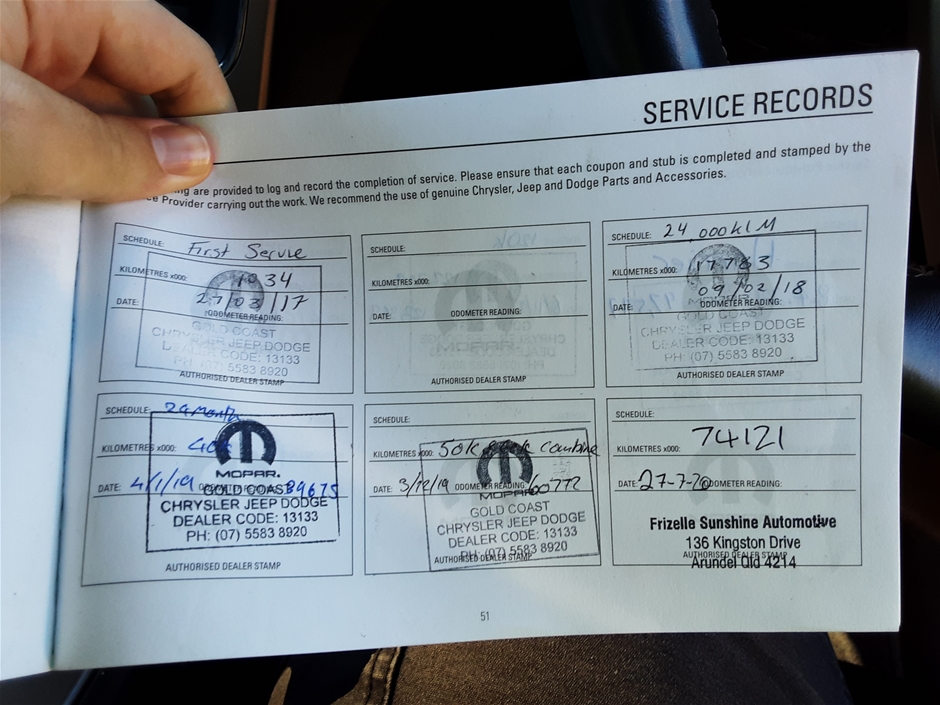 SERVICE RECORDS
ng are provided to log and record the completion of service. Please ensure that each coupon and stub is completed and stamped by the
e Provider carrying out the work. We recommend the use of genuine Chrysler, Jeep and Dodge Parts and Accessories.
SCHEDULE: First Service
KILOMETRES x000: 1034
DATE: 27/03/17
ODOMETER READING:
GOLD COAST
CHRYSLER JEEP DODGE
DEALER CODE: 13133
PH: (07) 5583 8920
AUTHORISED DEALER STAMP
SCHEDULE:
KILOMETRES x000:
DATE: ODOMETER READING:
AUTHORISED DEALER STAMP
SCHEDULE: 24 000KLM
KILOMETRES x000: 17763
DATE: 09/02/18
ODOMETER READING:
MOPAR
GOLD COAST
CHRYSLER JEEP DODGE
DEALER CODE: 13133
PH: (07) 5583 8920
AUTHORISED DEALER STAMP
SCHEDULE: 24 Month
KILOMETRES x000:
MOPAR
DATE: 4/1/19 39675
GOLD COAST
CHRYSLER JEEP DODGE
DEALER CODE: 13133
PH: (07) 5583 8920
AUTHORISED DEALER STAMP
SCHEDULE:
KILOMETRES x000: 50K Combine
DATE: 3/12/19 ODOMETER READING: 60772
MOPAR
GOLD COAST
CHRYSLER JEEP DODGE
DEALER CODE: 13133
PH: (07) 5583 8920
AUTHORISED DEALER STAMP
SCHEDULE:
KILOMETRES x000: 74121
DATE: 27-7-20 ODOMETER READING:
Frizelle Sunshine Automotive
136 Kingston Drive
AUTHORISED DEALER STAMP
Arundel Qld 4214
51